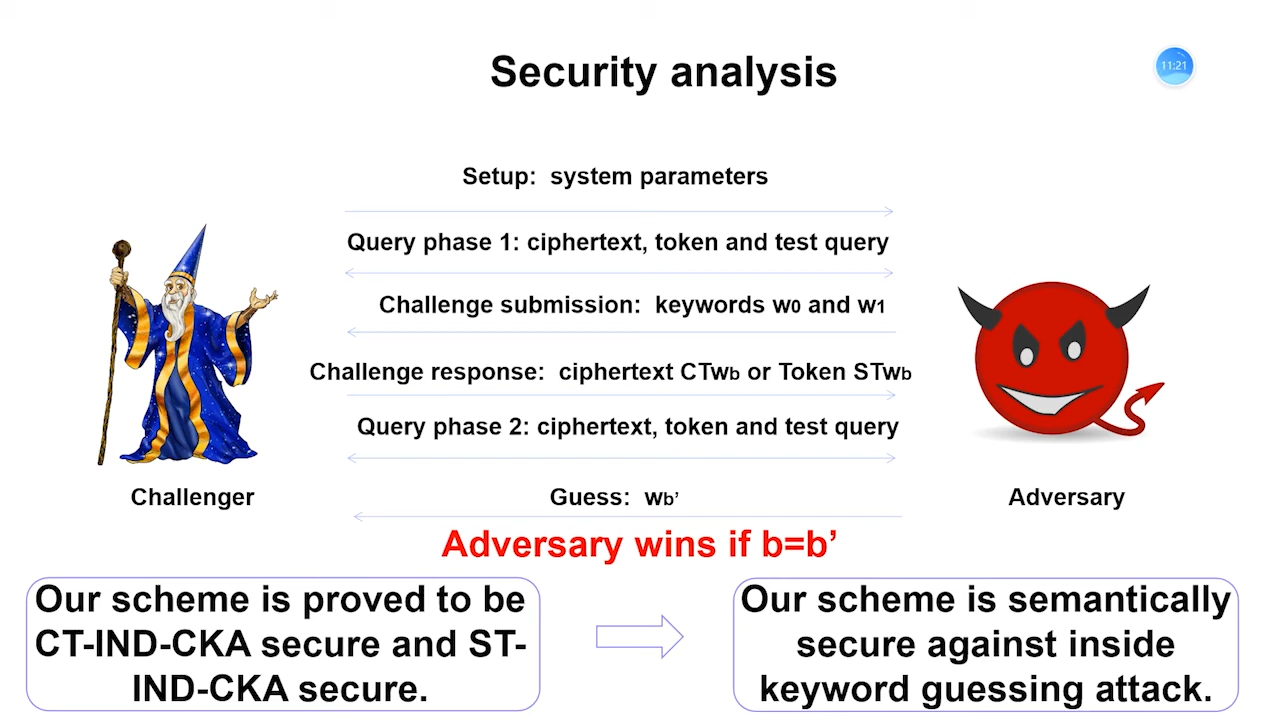 Security analysis
11:21
Setup: system parameters
Query phase 1: ciphertext, token and test query
Challenge submission: keywords w0 and w1
Challenge response: ciphertext CTwb or Token STwb
Query phase 2: ciphertext, token and test query
Challenger
Guess: wb’
Adversary
Adversary wins if b=b’
Our scheme is proved to be
CT-IND-CKA secure and ST-
IND-CKA secure.
Our scheme is semantically
secure against inside
keyword guessing attack.